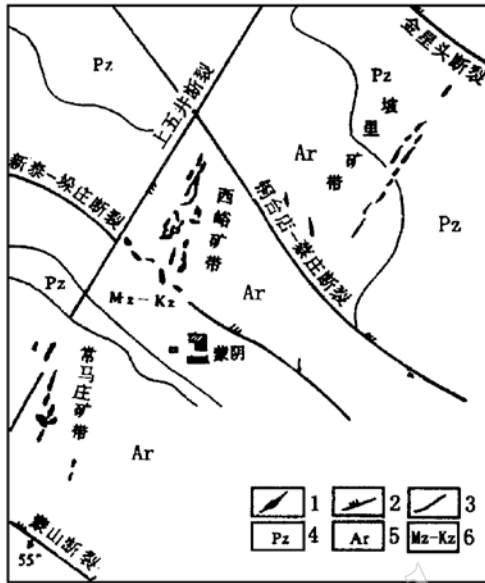 金星头断裂
Pz
上五井断裂
Pz
坡里矿带
Ar
新泰-垛庄断裂
西峪矿带
铜台店-蔡庄断裂
Pz
Pz
Mz-Kz
Ar
蒙阴
常马庄矿带
Ar
蒙山断裂
55°
1
2
3
Pz 4
Ar 5
Mz-Kz 6